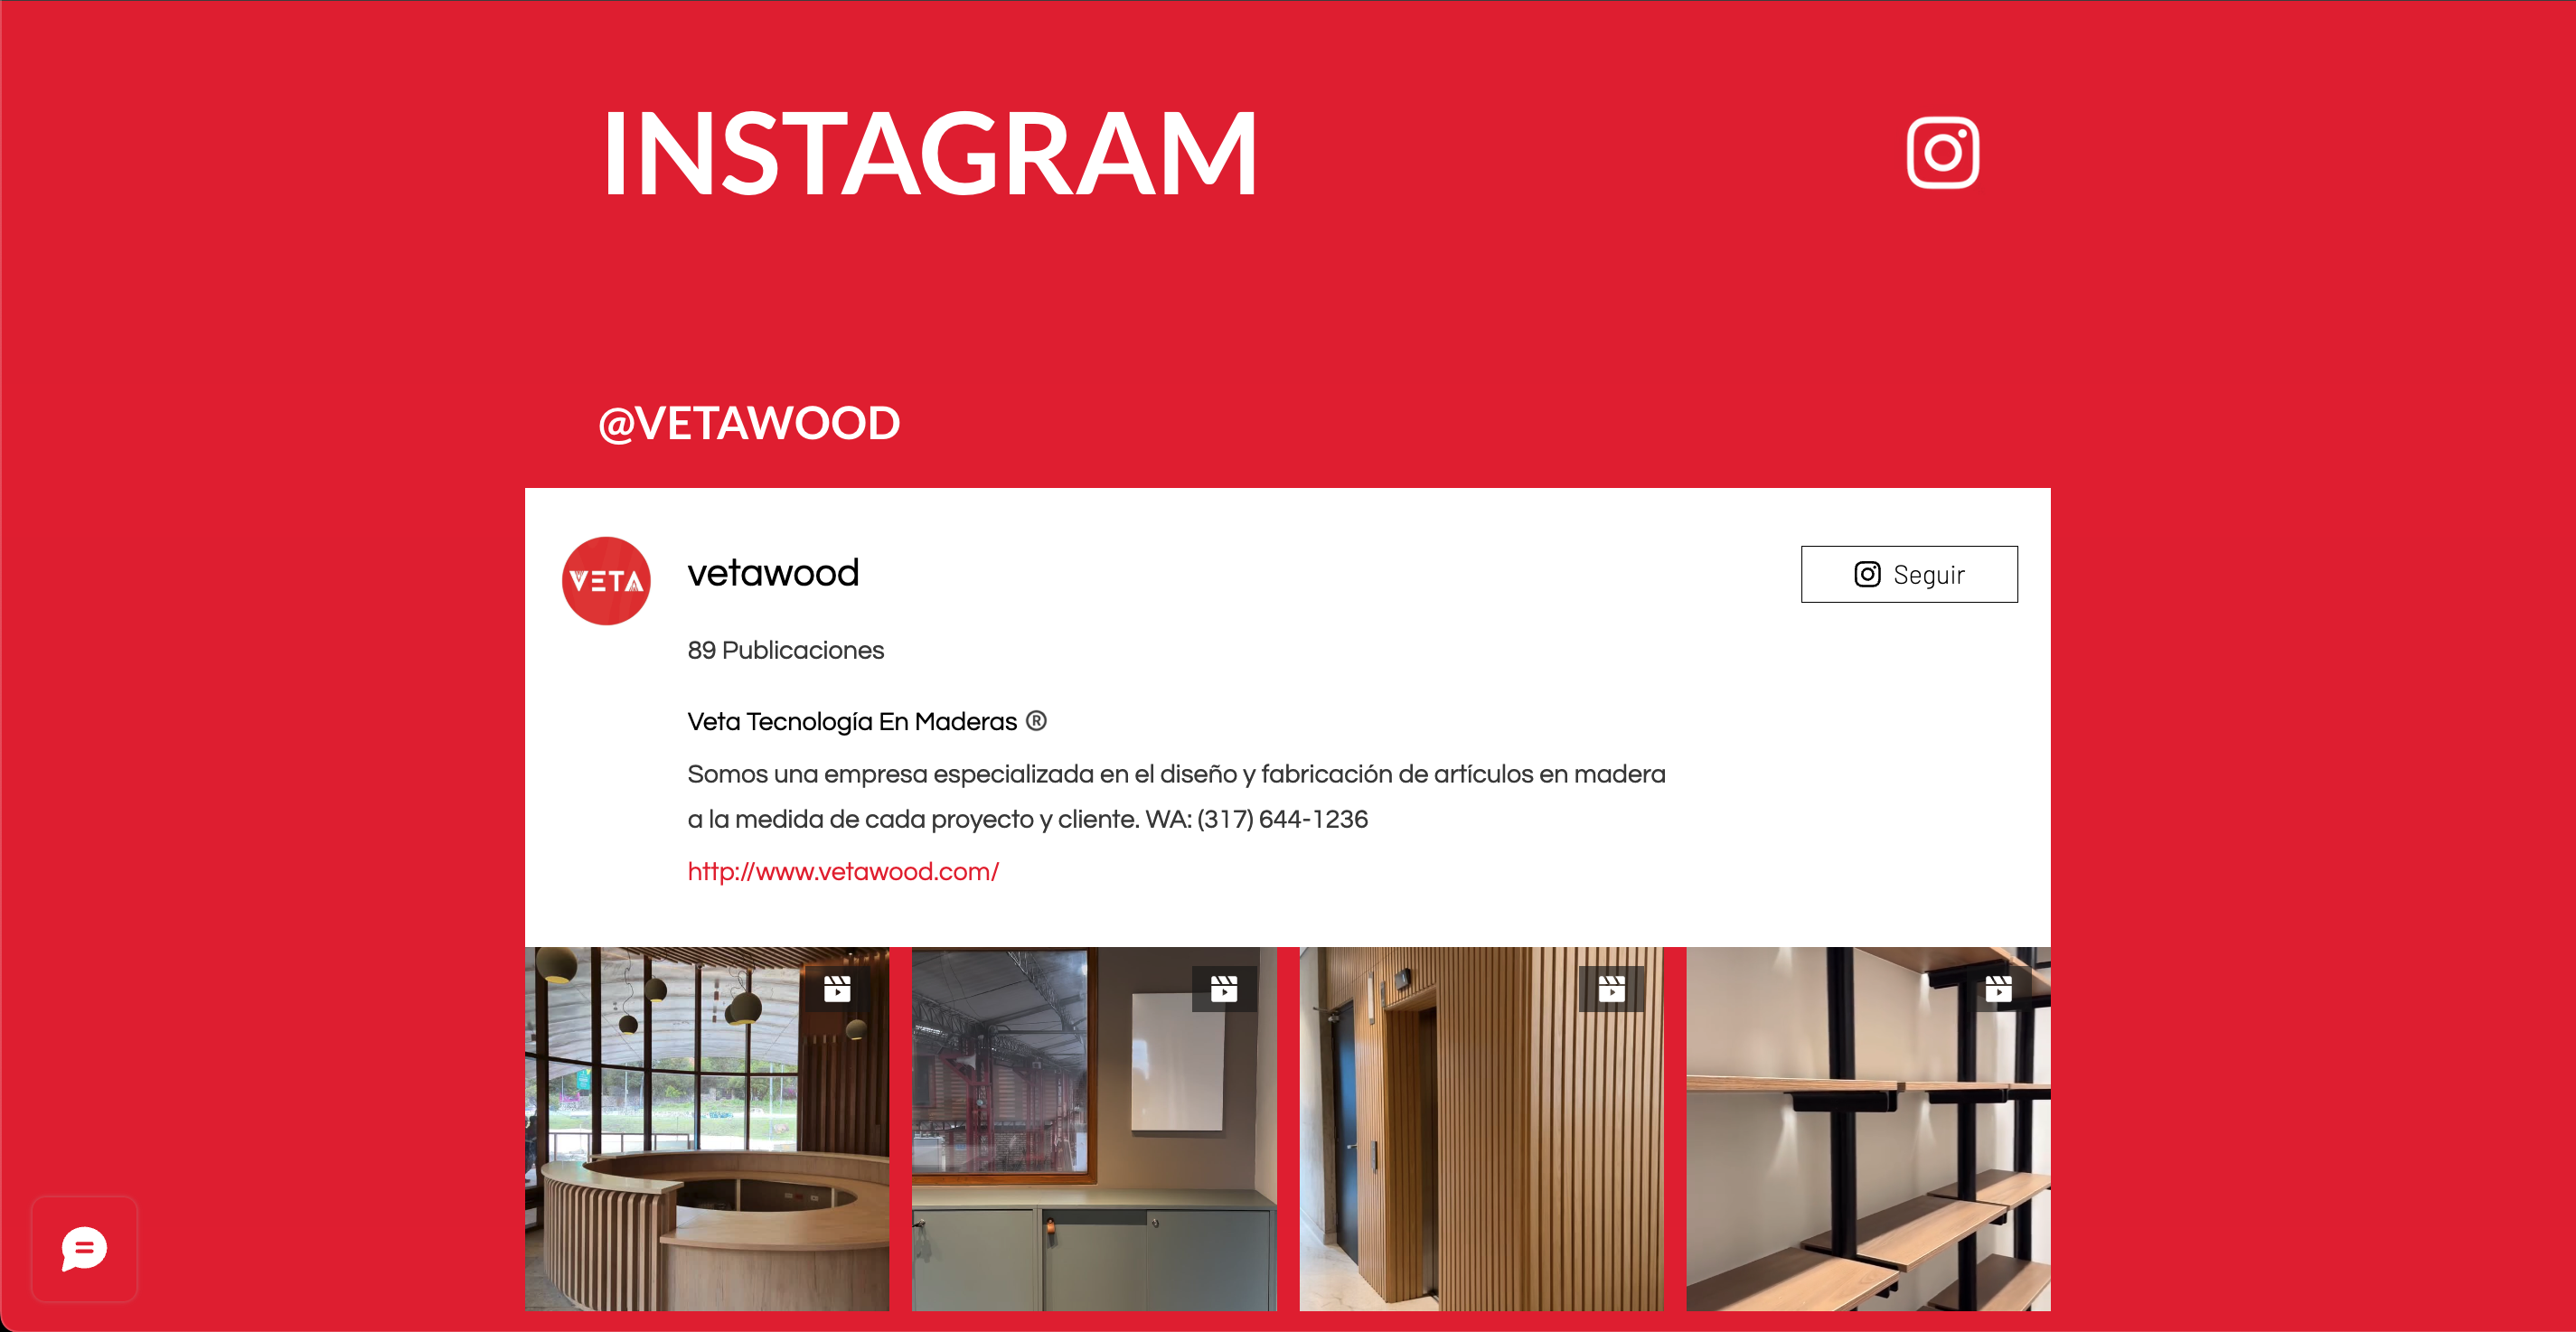 INSTAGRAM
@VETAWOOD
VETA
vetawood
Seguir
89 Publicaciones
Veta Tecnología En Maderas ®
Somos una empresa especializada en el diseño y fabricación de artículos en madera
a la medida de cada proyecto y cliente. WA: (317) 644-1236
http://www.vetawood.com/